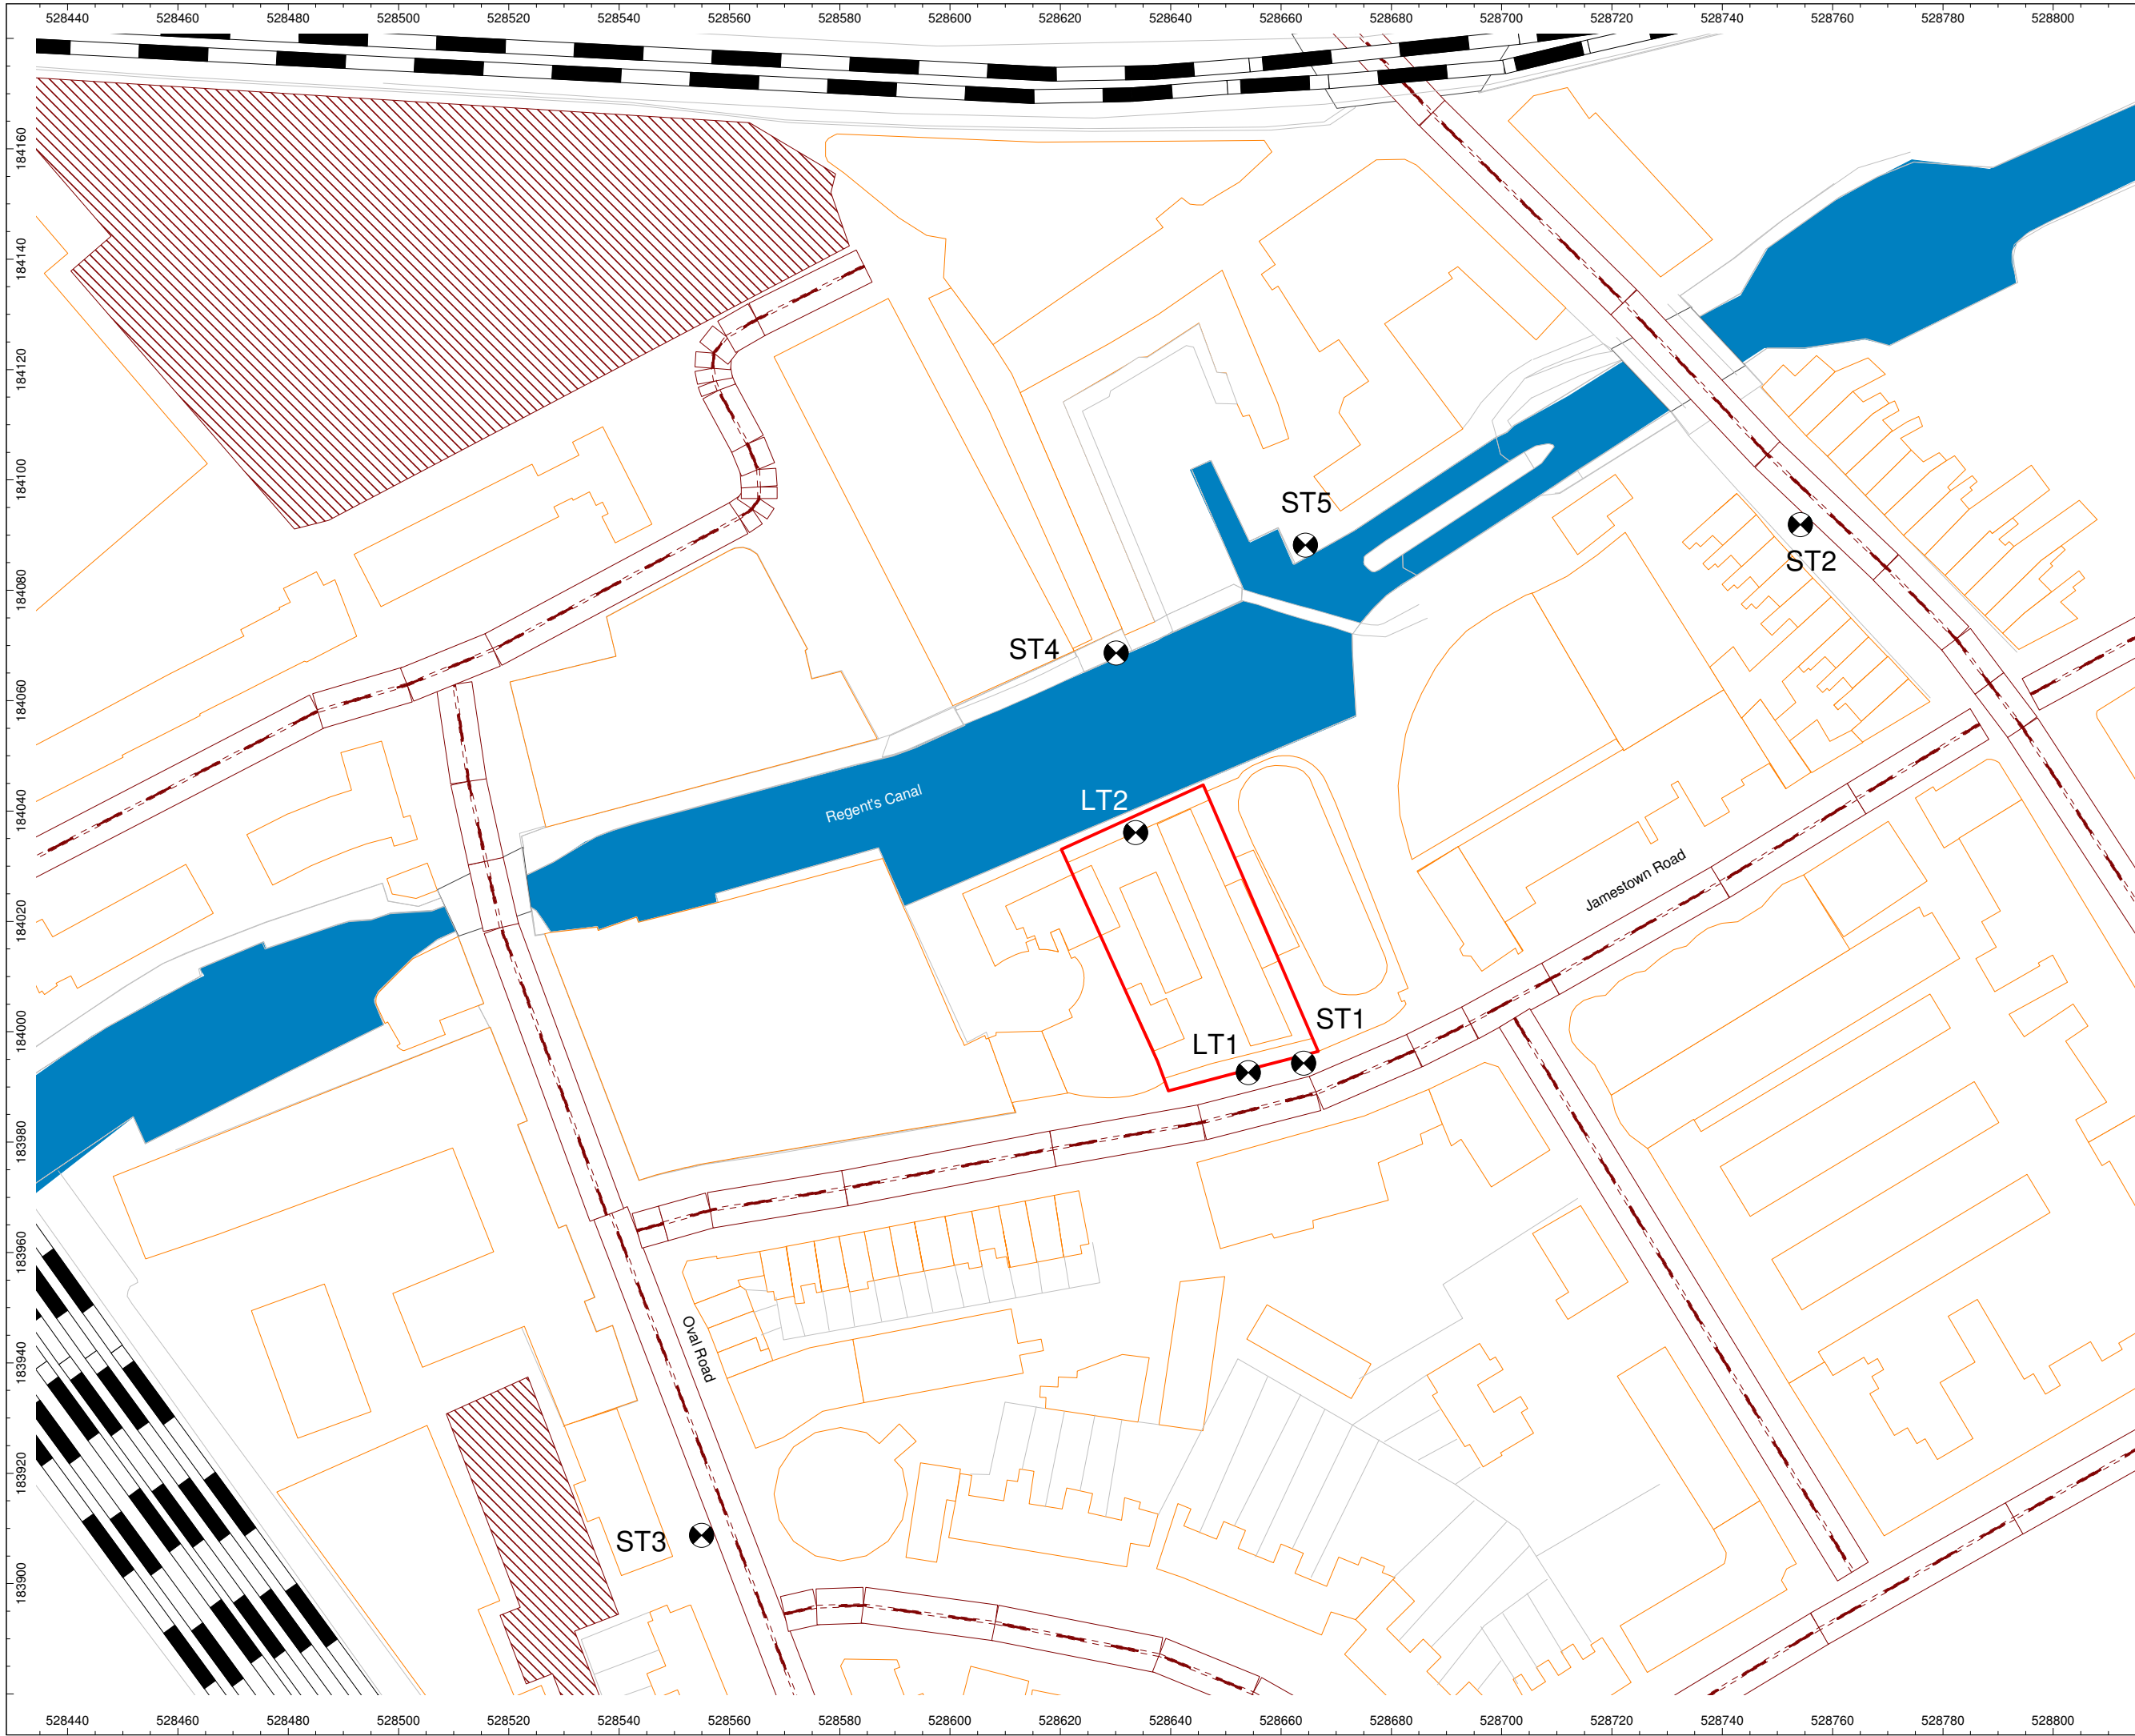 528440 528460 528480 528500 528520 528540 528560 528580 528600 528620 528640 528660 528680 528700 528720 528740 528760 528780 528800
184160
184140
184120
184100
184080
184060
184040
184020
184000
183980
183960
183940
183920
183900
ST5
ST2
ST4
LT2
Regent's Canal
Jamestown Road
ST1
LT1
Oval Road
ST3
528440 528460 528480 528500 528520 528540 528560 528580 528600 528620 528640 528660 528680 528700 528720 528740 528760 528780 528800